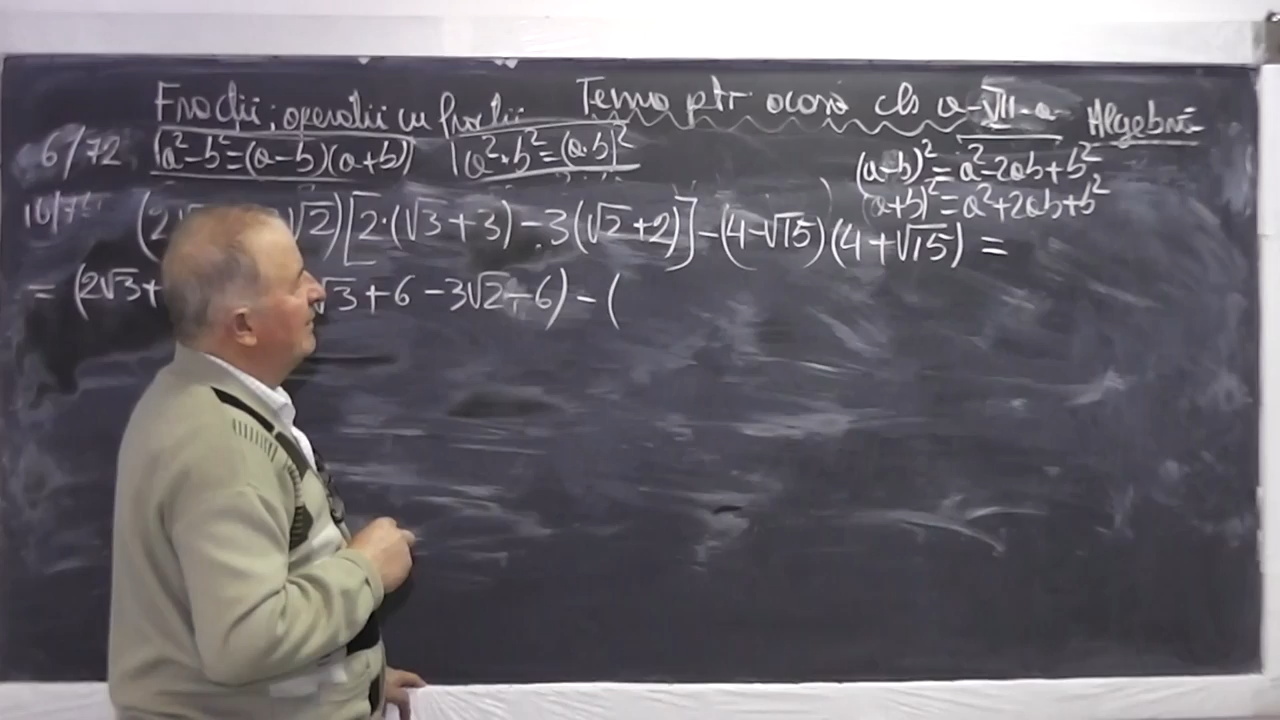 Fracții; operații cu fracții Temă ptr. acasă cls a-VII-a Algebră
6/72 a²-b²=(a-b)(a+b) a²·b²=(a·b)² (a-b)²=a²-2ab+b²
(a+b)²=a²+2ab+b²
(2 √2)[2·(√3+3)-3(√2+2)]-(4-√15)(4+√15)=
=(2√3+ √3+6-3√2-6)-(